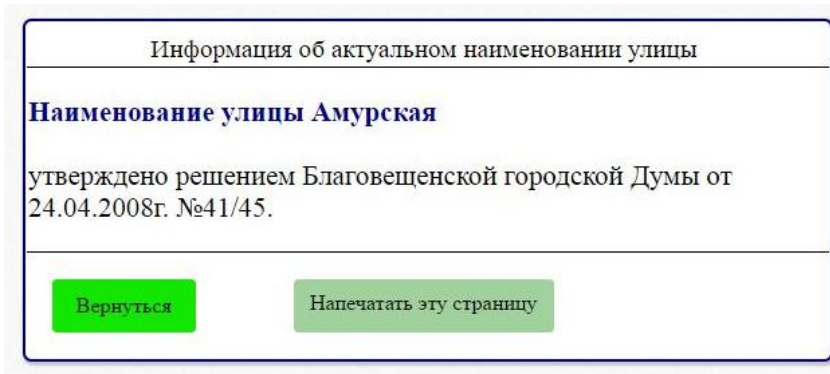 Информация об актуальном наименовании улицы
Наименование улицы Амурская
утверждено решением Благовещенской городской Думы от
24.04.2008г. №41/45.
Вернуться
Напечатать эту страницу